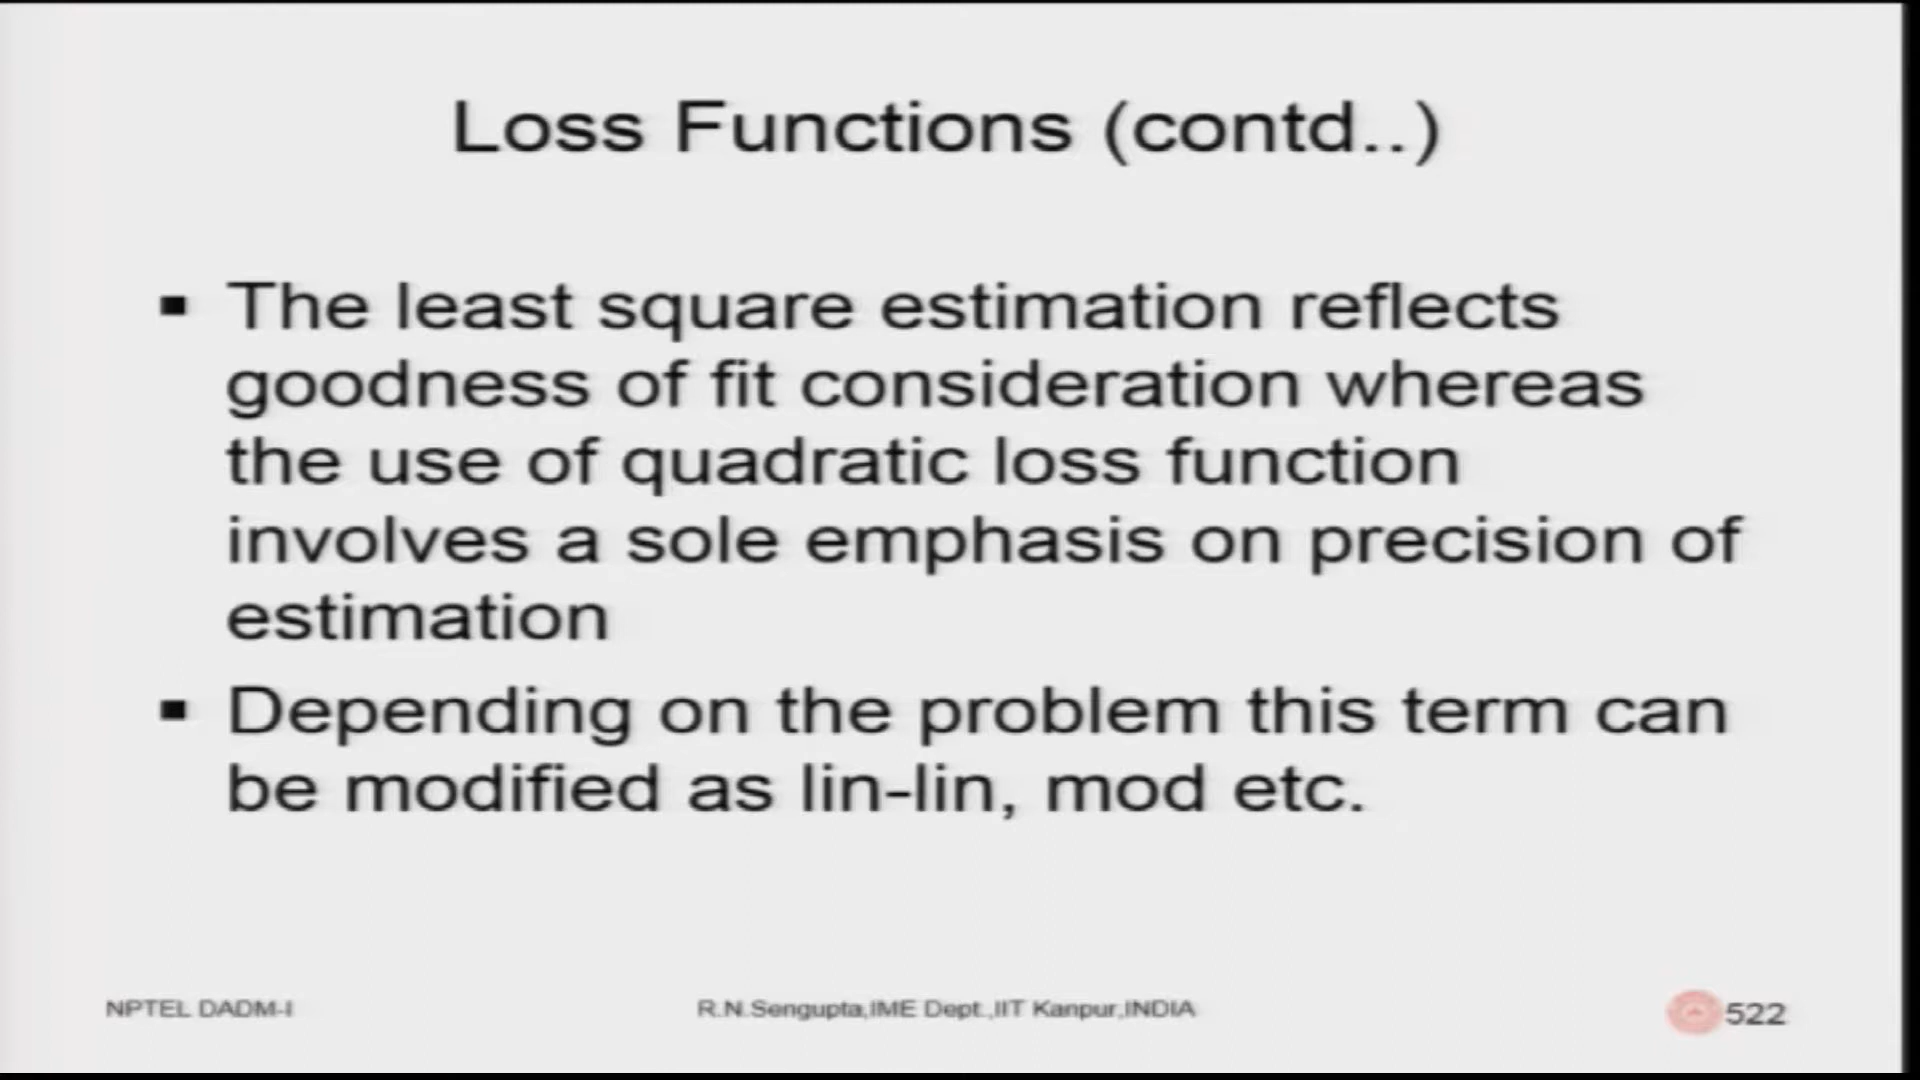 Loss Functions (contd..)
▪ The least square estimation reflects
goodness of fit consideration whereas
the use of quadratic loss function
involves a sole emphasis on precision of
estimation
▪ Depending on the problem this term can
be modified as lin-lin, mod etc.
NPTEL DADM-I
R.N.Sengupta,IME Dept.,IIT Kanpur,INDIA
522